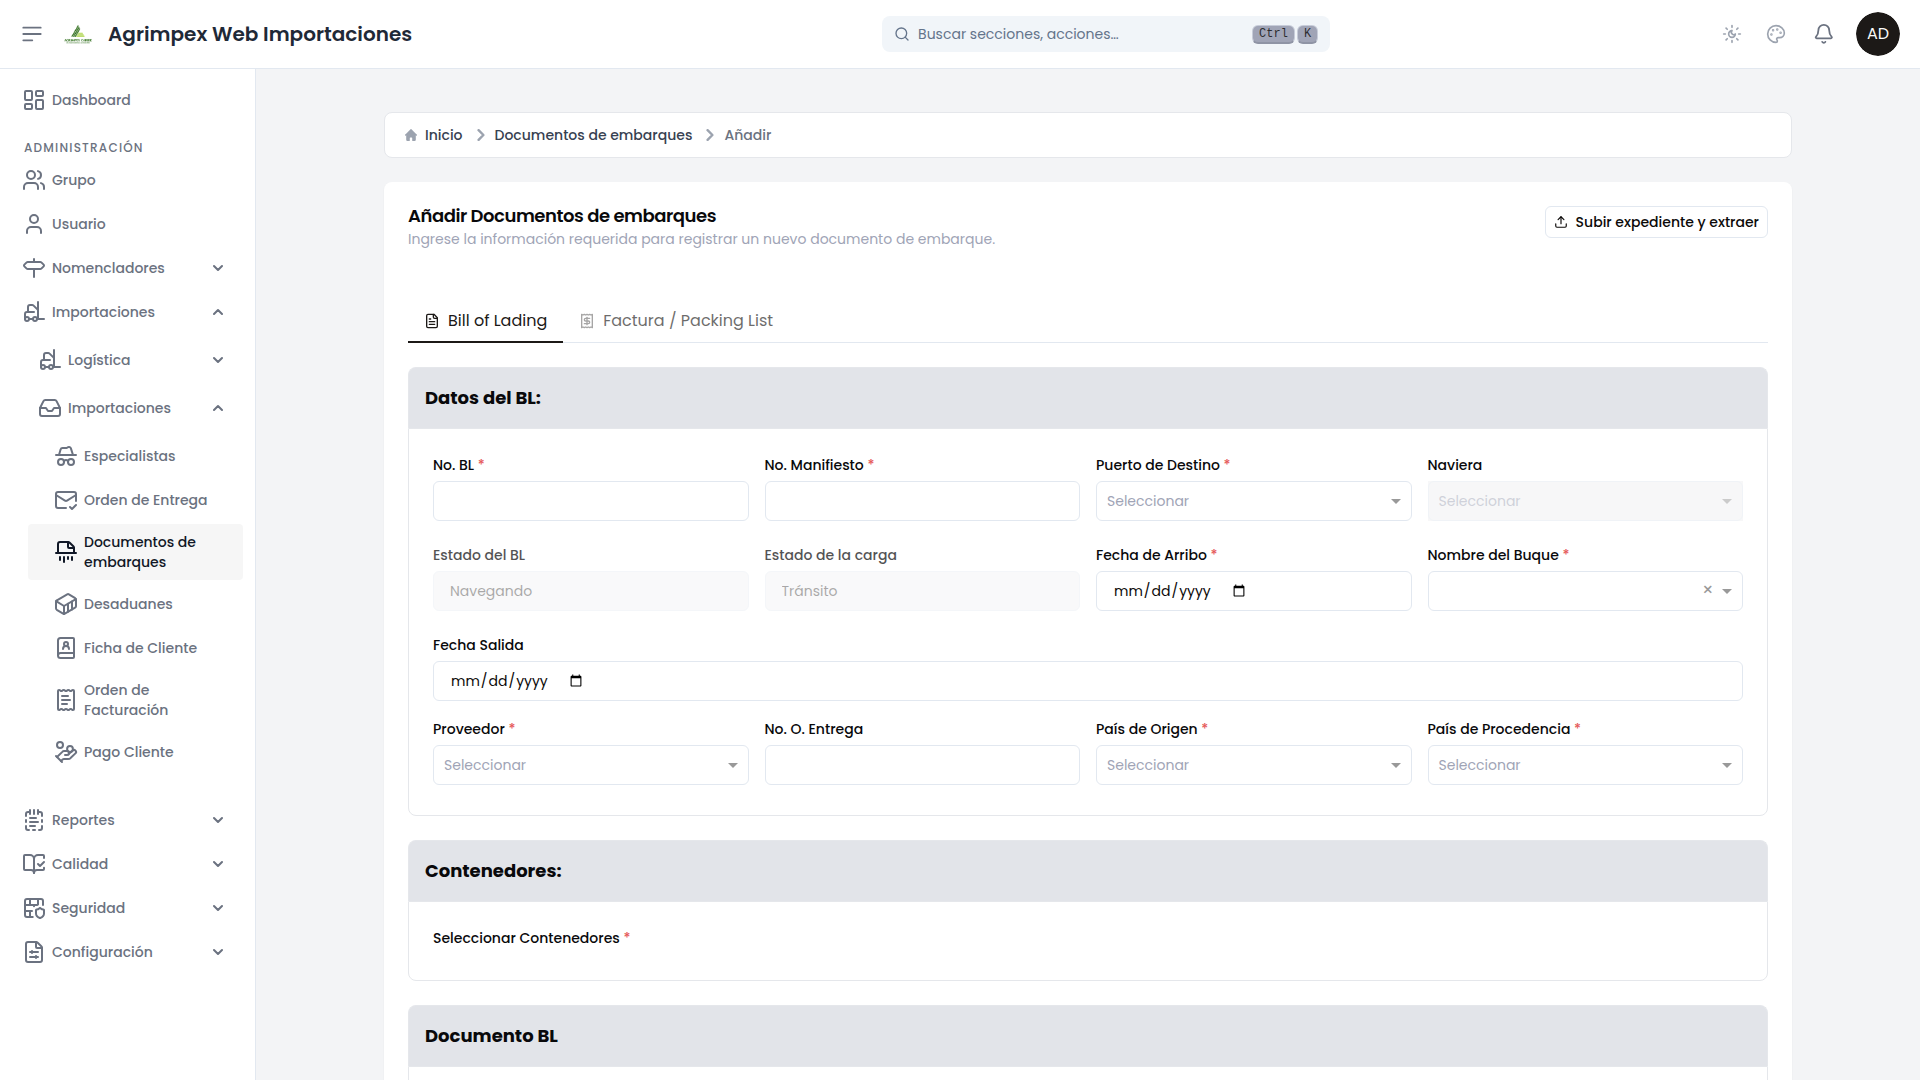 Agrimpex Web Importaciones
Buscar secciones, acciones...
Ctrl K
AD
Dashboard
ADMINISTRACIÓN
Grupo
Usuario
Nomencladores
Importaciones
Logística
Importaciones
Especialistas
Orden de Entrega
Documentos de
embarques
Desaduanes
Ficha de Cliente
Orden de
Facturación
Pago Cliente
Reportes
Calidad
Seguridad
Configuración
Inicio
Documentos de embarques
Añadir
Añadir Documentos de embarques
Ingrese la información requerida para registrar un nuevo documento de embarque.
Subir expediente y extraer
Bill of Lading
Factura / Packing List
Datos del BL:
No. BL *
No. Manifiesto *
Puerto de Destino *
Naviera
Seleccionar
Seleccionar
Estado del BL
Estado de la carga
Fecha de Arribo *
Nombre del Buque *
Navegando
Tránsito
mm/dd/yyyy
×
Fecha Salida
mm/dd/yyyy
Proveedor *
No. O. Entrega
País de Origen *
País de Procedencia *
Seleccionar
Seleccionar
Seleccionar
Contenedores:
Seleccionar Contenedores *
Documento BL